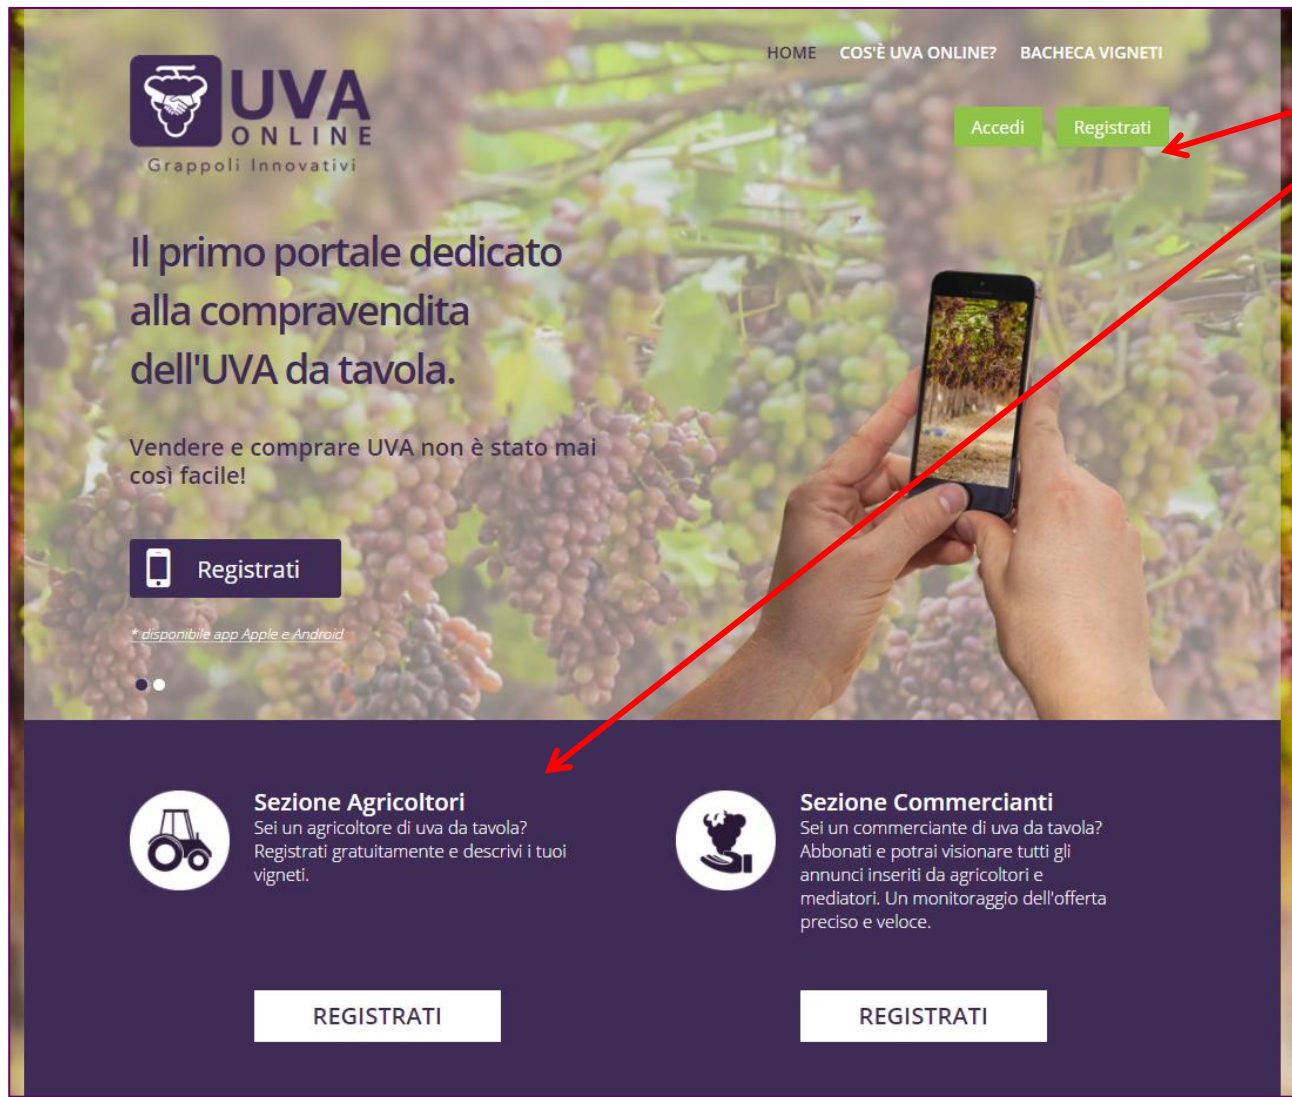 HOME COS'È UVA ONLINE? BACHECA VIGNETI
UVA
ONLINE
Grappoli Innovativi
Accedi Registrati
Il primo portale dedicato
alla compravendita
dell'UVA da tavola.
Vendere e comprare UVA non è stato mai
così facile!
Registrati
* disponibile app Apple e Android
Sezione Agricoltori
Sei un agricoltore di uva da tavola?
Registrati gratuitamente e descrivi i tuoi
vigneti.
REGISTRATI
Sezione Commercianti
Sei un commerciante di uva da tavola?
Abbonati e potrai visionare tutti gli
annunci inseriti da agricoltori e
mediatori. Un monitoraggio dell'offerta
preciso e veloce.
REGISTRATI